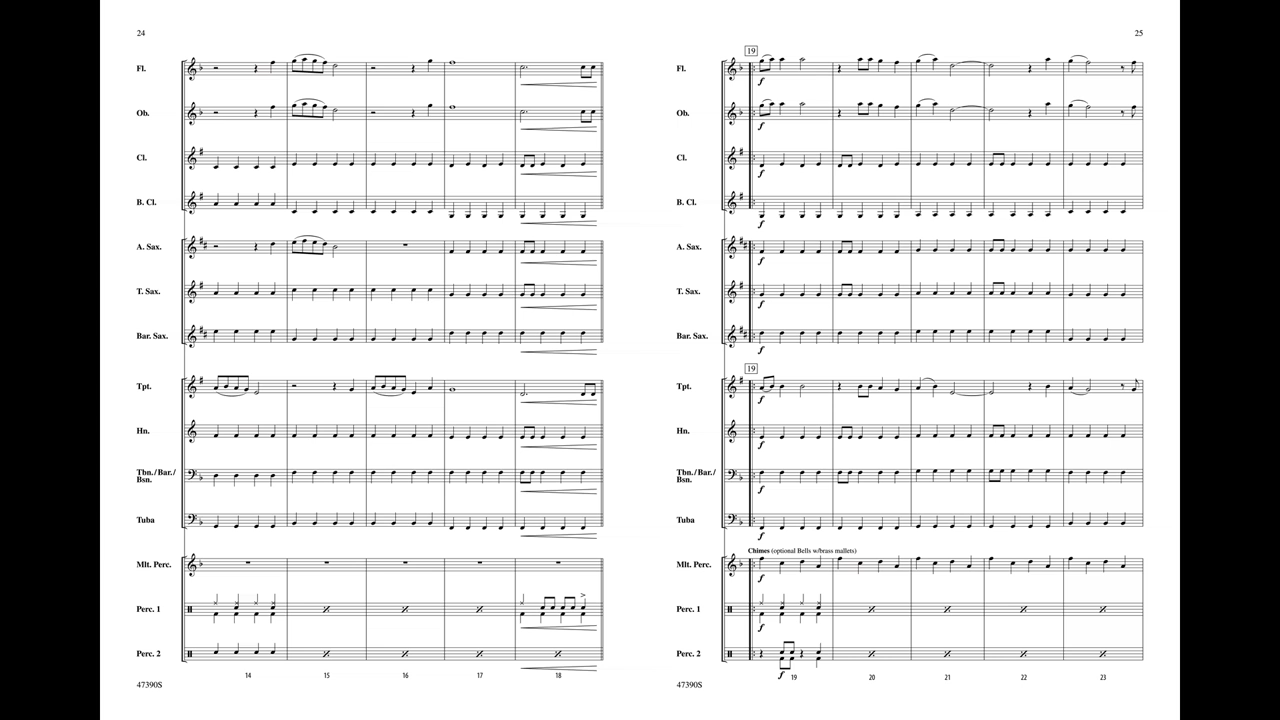 24
Fl.
Ob.
Cl.
B. Cl.
A. Sax.
T. Sax.
Bar. Sax.
Tpt.
Hn.
Tbn./Bar./
Bsn.
Tuba
Mlt. Perc.
Perc. 1
Perc. 2
14 15 16 17 18
47390S
25
19
Fl.
f
Ob.
f
Cl.
f
B. Cl.
f
A. Sax.
f
T. Sax.
f
Bar. Sax.
f
19
Tpt.
f
Hn.
f
Tbn./Bar./
Bsn.
f
Tuba
f
Chimes (optional Bells w/brass mallets)
Mlt. Perc.
f
Perc. 1
f
Perc. 2
f
19 20 21 22 23
47390S